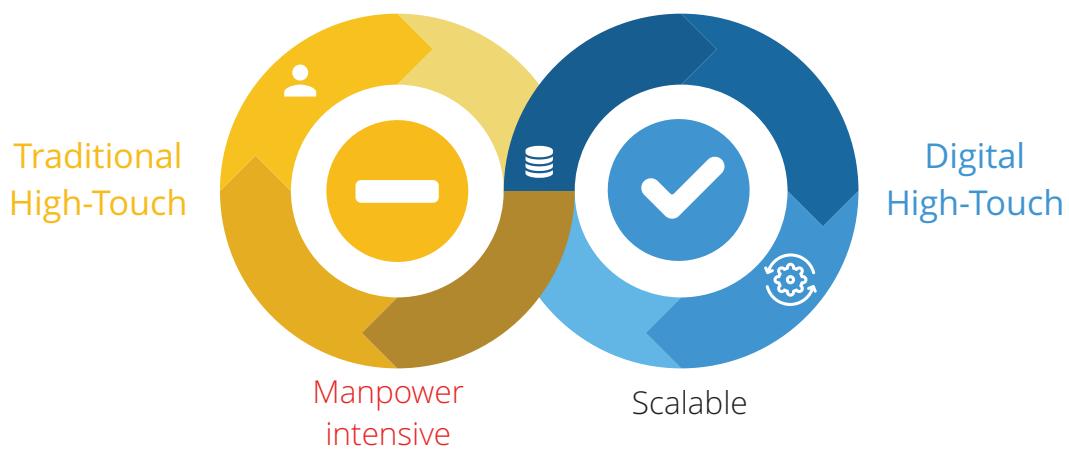 Traditional
High-Touch
Digital
High-Touch
Manpower
intensive
Scalable